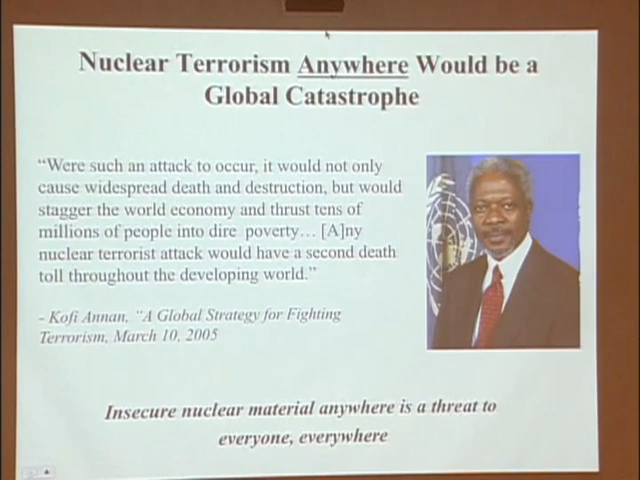 Nuclear Terrorism Anywhere Would be a
Global Catastrophe
“Were such an attack to occur, it would not only
cause widespread death and destruction, but would
stagger the world economy and thrust tens of
millions of people into dire poverty… [A]ny
nuclear terrorist attack would have a second death
toll throughout the developing world.”
- Kofi Annan, “A Global Strategy for Fighting
Terrorism, March 10, 2005
Insecure nuclear material anywhere is a threat to
everyone, everywhere